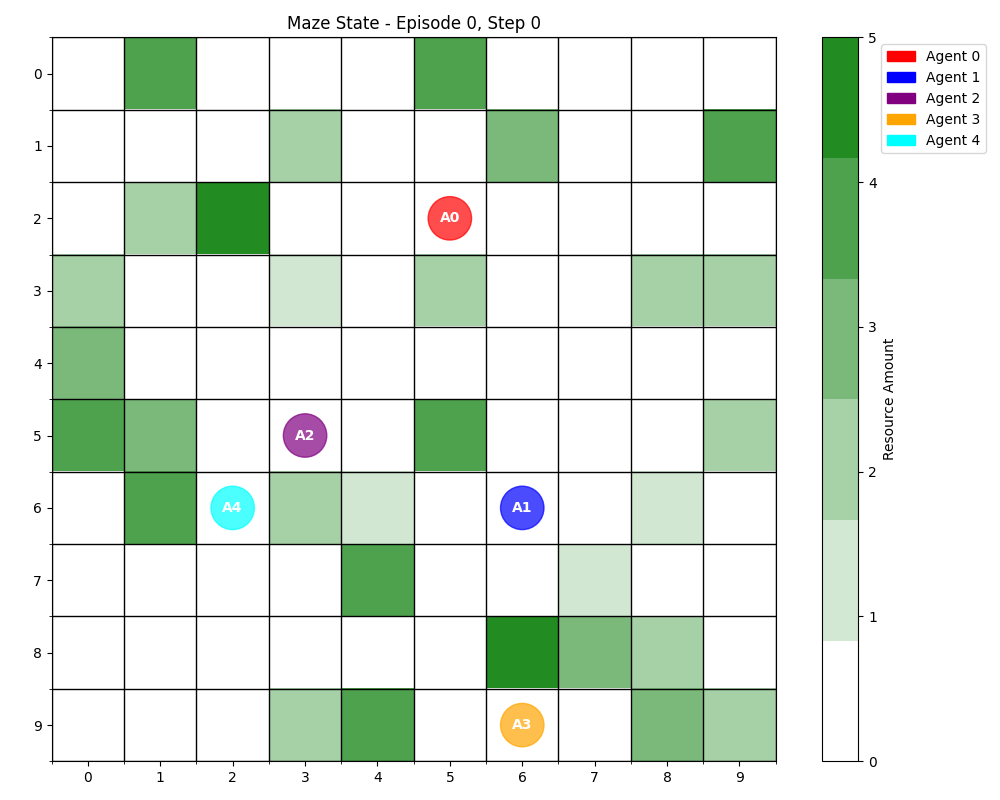 Maze State - Episode 0, Step 0
0
1
2
3
4
5
6
7
8
9
0 1 2 3 4 5 6 7 8 9
A0
A2
A4
A1
A3
5
4
3
2
1
0
Resource Amount
Agent 0
Agent 1
Agent 2
Agent 3
Agent 4